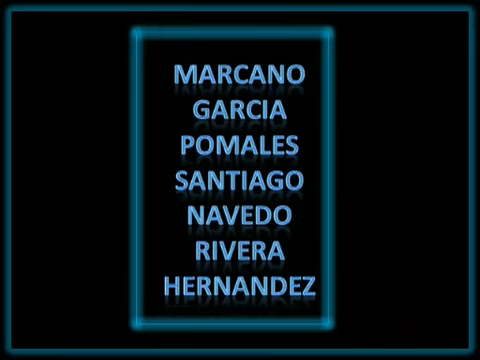 MARCANO
GARCIA
POMALES
SANTIAGO
NAVEDO
RIVERA
HERNANDEZ